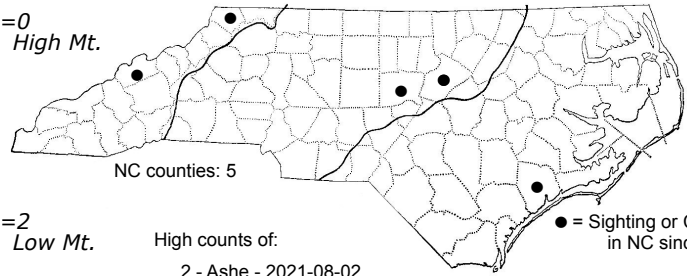 =0
High Mt.
NC counties: 5
=2
Low Mt.
High counts of:
2 - Ashe - 2021-08-02
● = Sighting or
in NC